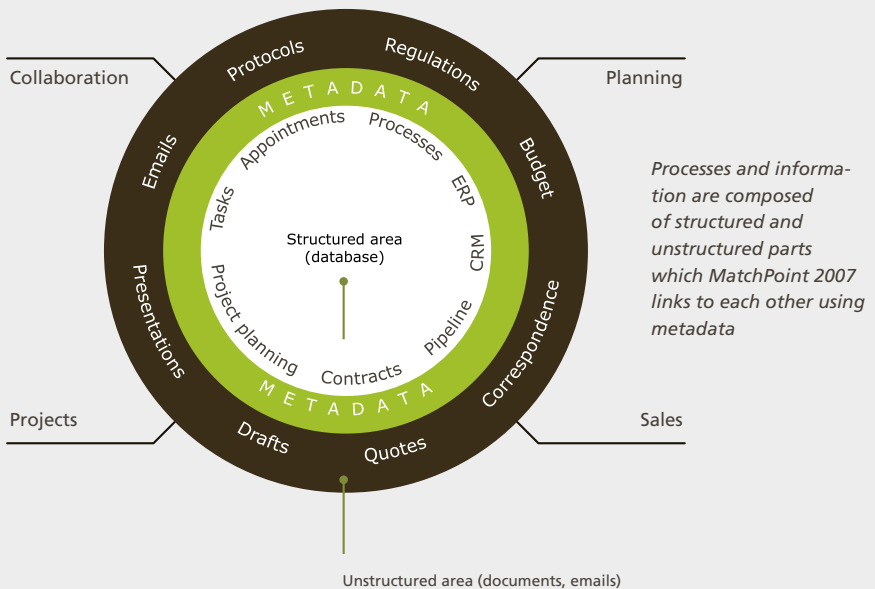 Collaboration
Planning
Protocols
Regulations
Emails
Budget
METADATA
Appointments
Processes
Tasks
ERP
CRM
Structured area
(database)
Project planning
Pipeline
Contracts
METADATA
Presentations
Correspondence
Drafts
Quotes
Processes and informa-
tion are composed
of structured and
unstructured parts
which MatchPoint 2007
links to each other using
metadata
Projects
Sales
Unstructured area (documents, emails)